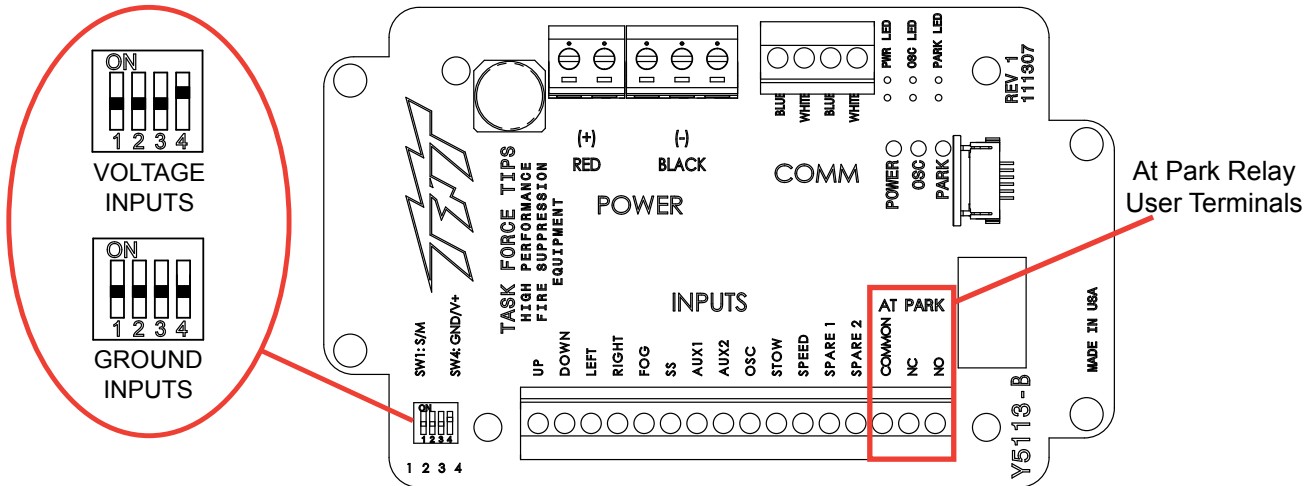 ON
1 2 3 4
VOLTAGE
INPUTS
ON
1 2 3 4
GROUND
INPUTS
TFT
TASK FORCE TIPS
HIGH PERFORMANCE
FIRE SUPPRESSION
EQUIPMENT
(+)
RED
(-)
BLACK
POWER
BLUE
WHITE
BLUE
WHITE
COMM
PWR LED
OSC LED
PARK LED
POWER
OSC
PARK
REV 1
111307
At Park Relay
User Terminals
SW1: S/M
SW4: GND/V+
ON
1 2 3 4
1 2 3 4
INPUTS
UP
DOWN
LEFT
RIGHT
FOG
SS
AUX1
AUX2
OSC
STOW
SPEED
SPARE 1
SPARE 2
AT PARK
COMMON
NC
NO
MADE IN USA
Y5113-B